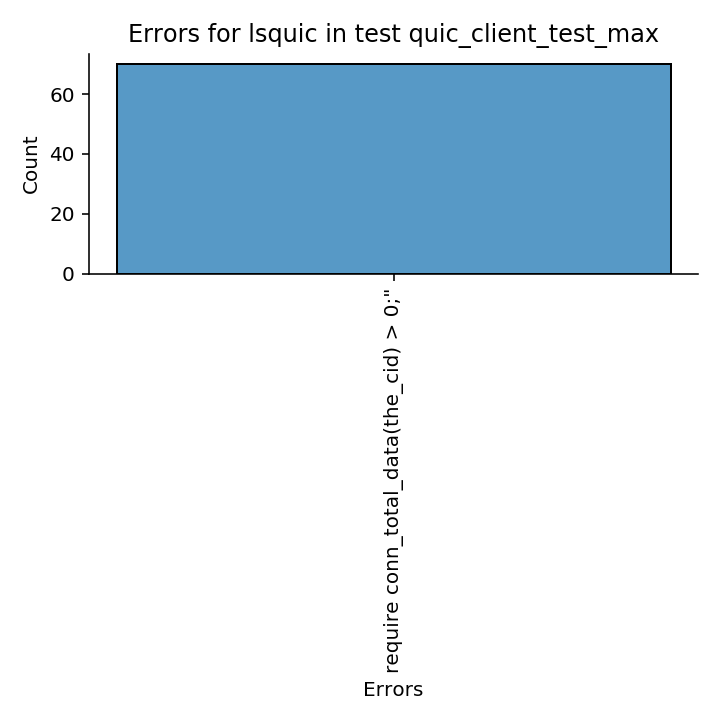 Errors for lsquic in test quic_client_test_max
Count
60
40
20
0
require conn_total_data(the_cid) > 0;"
Errors